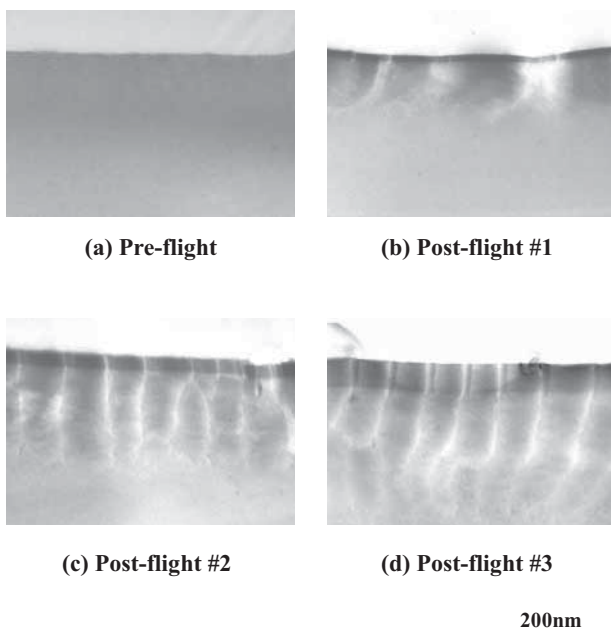 (a) Pre-flight
(b) Post-flight #1
(c) Post-flight #2
(d) Post-flight #3
200nm